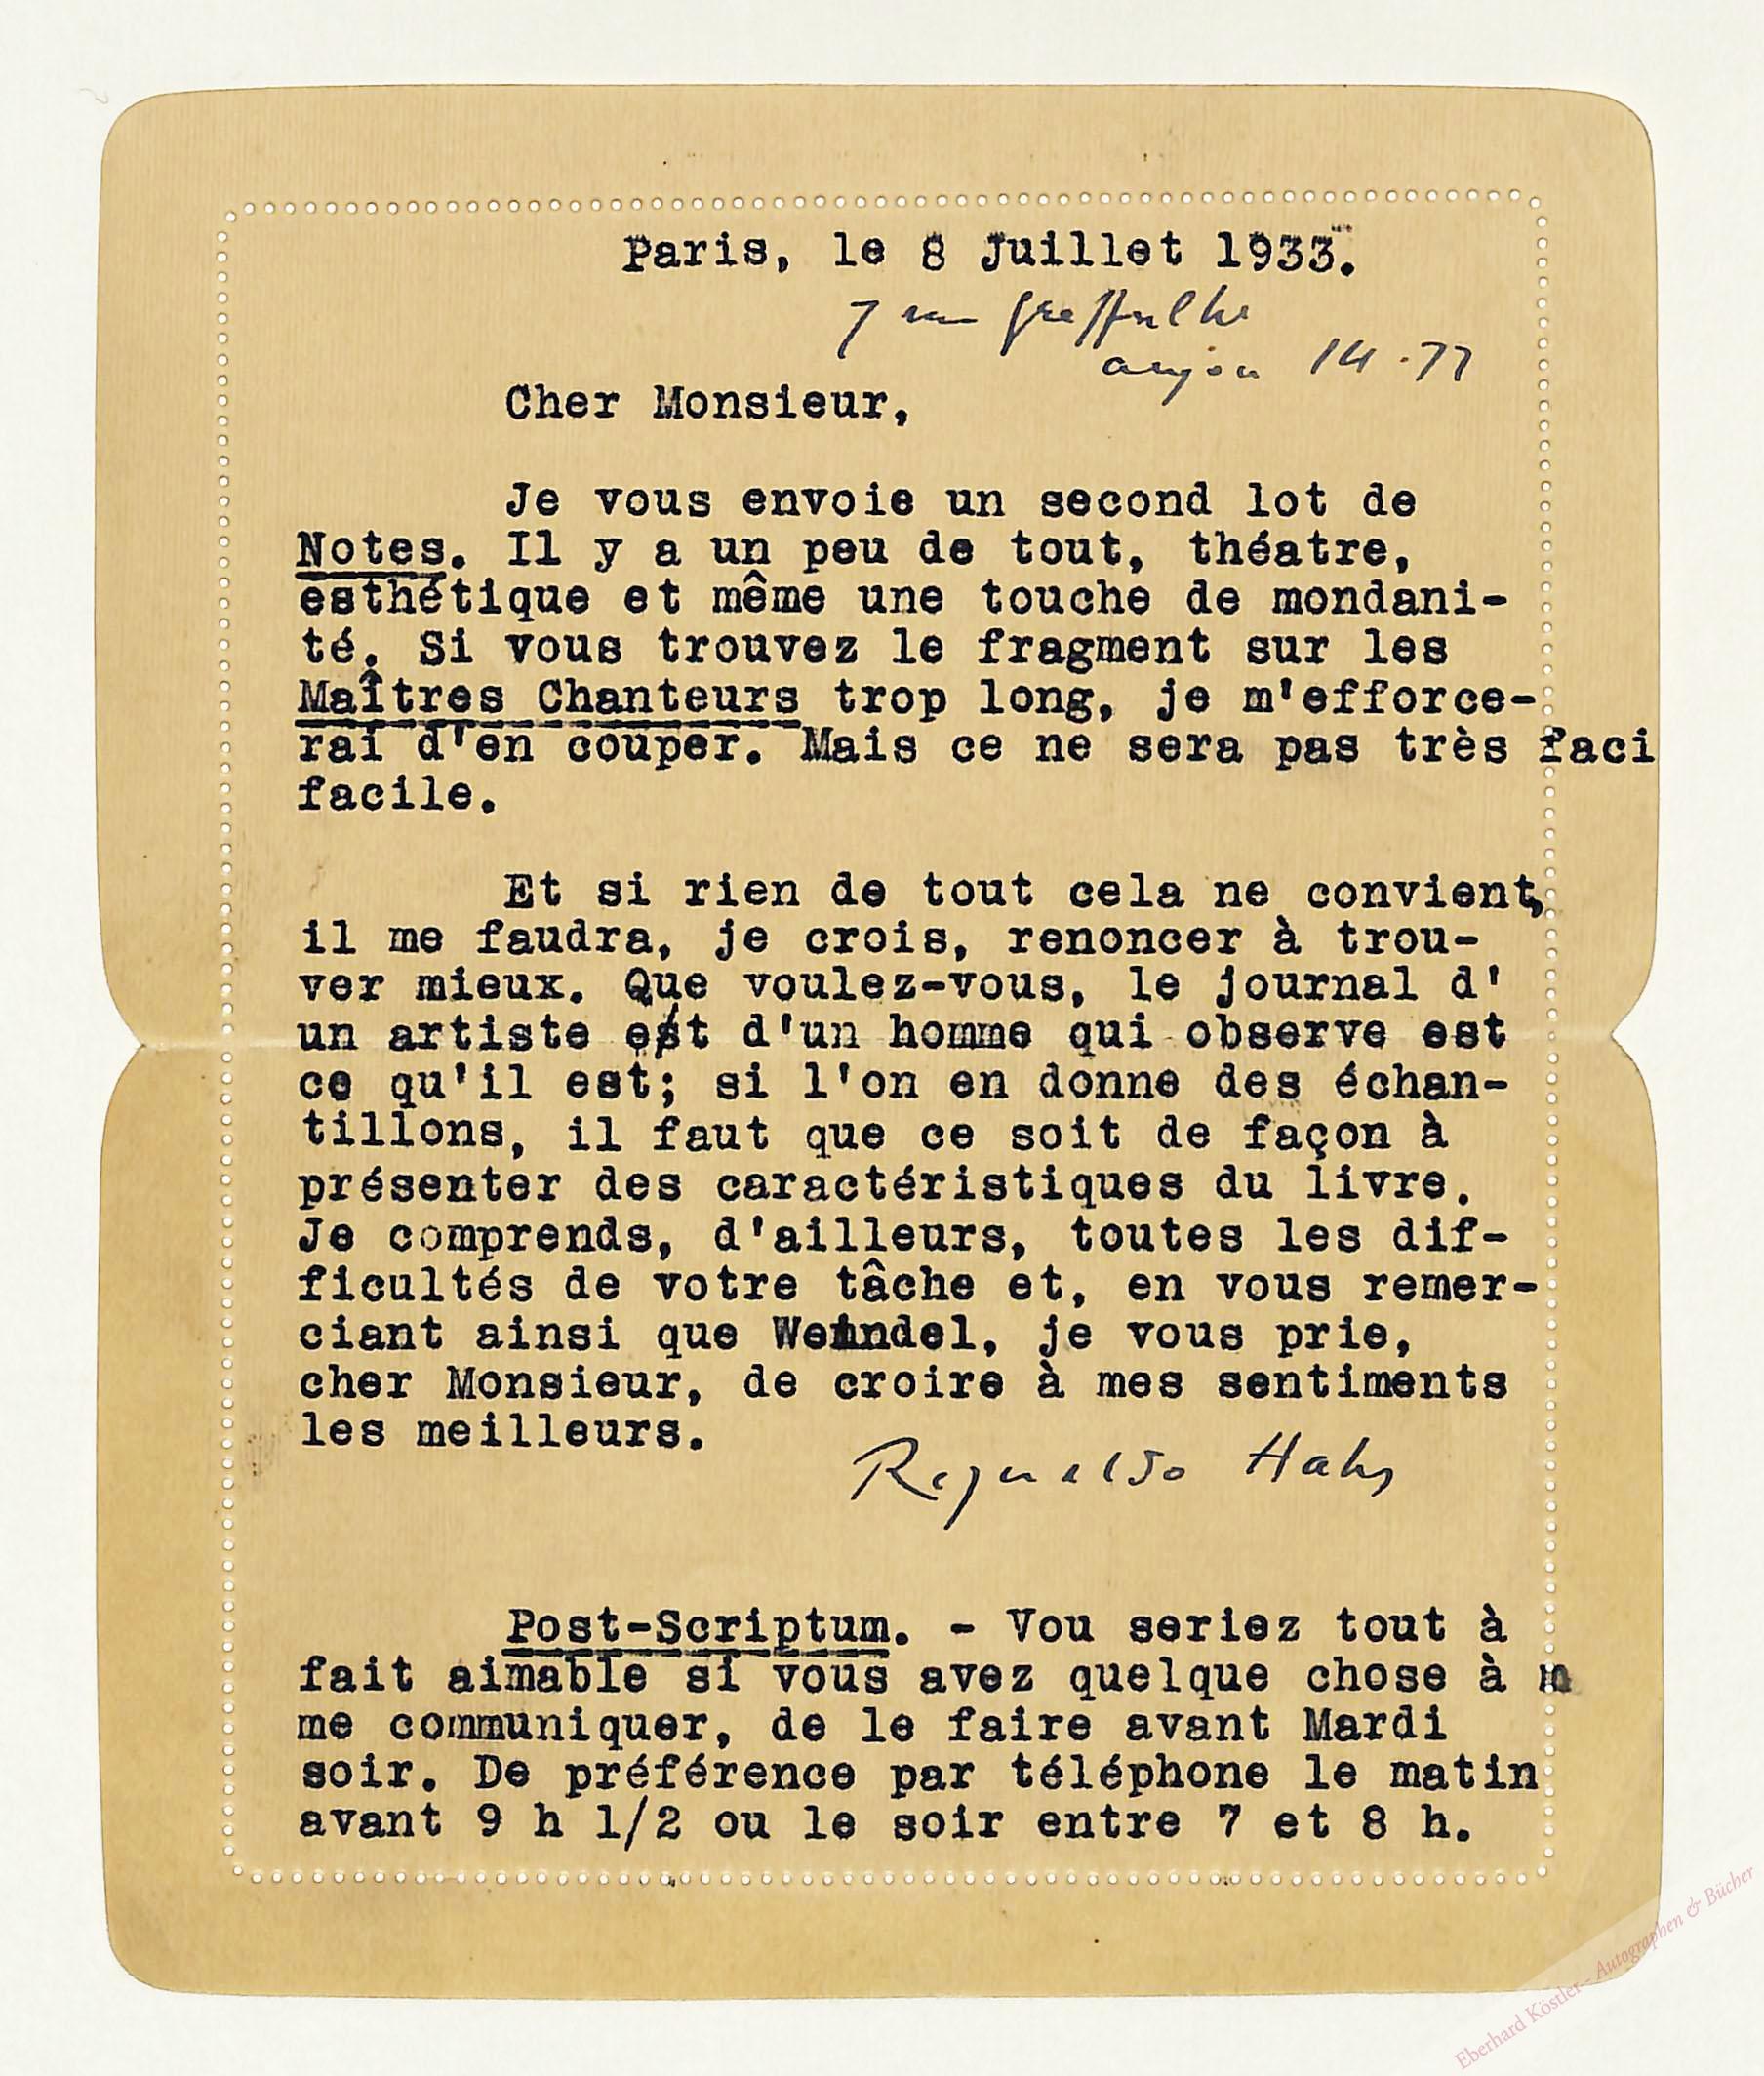 Paris, le 8 Juillet 1933.
7 rue Greffulhe
anjou 14.77
Cher Monsieur,
Je vous envoie un second lot de
Notes. Il y a un peu de tout, théatre,
esthétique et même une touche de mondani-
té. Si vous trouvez le fragment sur les
Maîtres Chanteurs trop long, je m'efforce-
rai d'en couper. Mais ce ne sera pas très faci
facile.
Et si rien de tout cela ne convient,
il me faudra, je crois, renoncer à trou-
ver mieux. Que voulez-vous, le journal d'
un artiste et d'un homme qui observe est
ce qu'il est; si l'on en donne des échan-
tillons, il faut que ce soit de façon à
présenter des caractéristiques du livre.
Je comprends, d'ailleurs, toutes les dif-
ficultés de votre tâche et, en vous remer-
ciant ainsi que Weindel, je vous prie,
cher Monsieur, de croire à mes sentiments
les meilleurs.
Reynaldo Hahn
Post-Scriptum. - Vou seriez tout à
fait aimable si vous avez quelque chose à m
me communiquer, de le faire avant Mardi
soir. De préférence par téléphone le matin
avant 9 h 1/2 ou le soir entre 7 et 8 h.
Eberhard Köstler - Autographen & Bücher